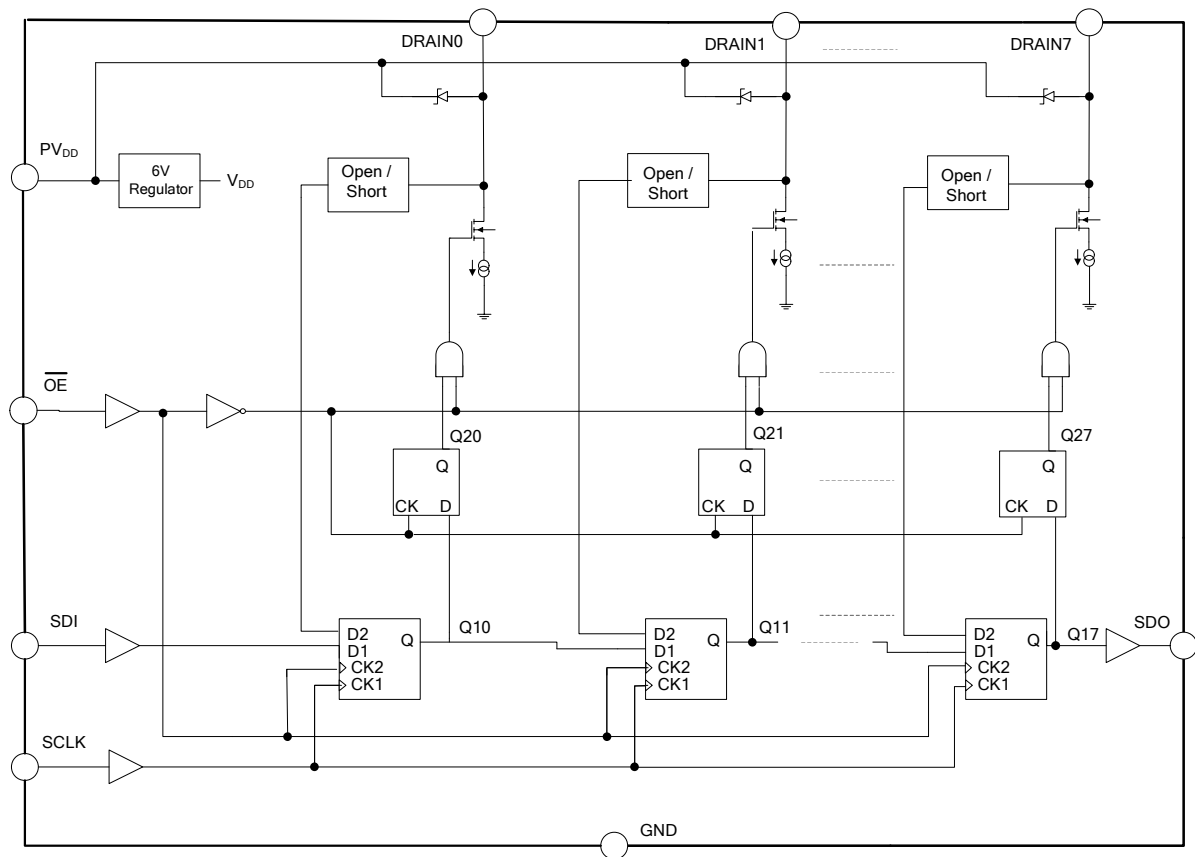 DRAIN0 DRAIN1 DRAIN7
PVDD
6V
Regulator
VDD
Open /
Short
Open /
Short
Open /
Short
OE
Q20 Q21 Q27
Q Q Q
CK D CK D CK D
SDI
D2 Q Q10
D1
CK2
CK1
D2 Q Q11
D1
CK2
CK1
D2 Q Q17 SDO
D1
CK2
CK1
SCLK
GND